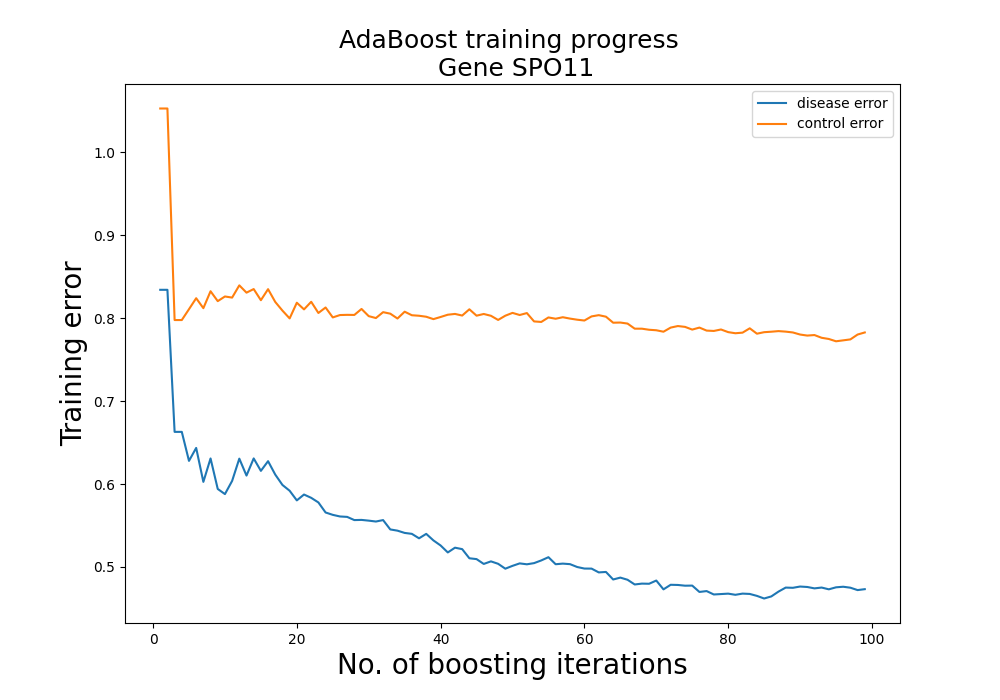 AdaBoost training progress
Gene SPO11
disease error
control error
Training error
1.0
0.9
0.8
0.7
0.6
0.5
0
20
40
60
80
100
No. of boosting iterations